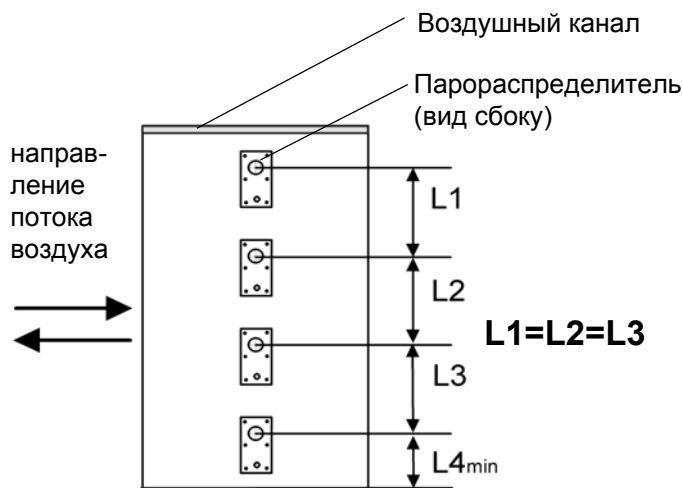 Воздушный канал
Парораспределитель
(вид сбоку)
направ-
ление
потока
воздуха
L1
L2
L1=L2=L3
L3
L4min